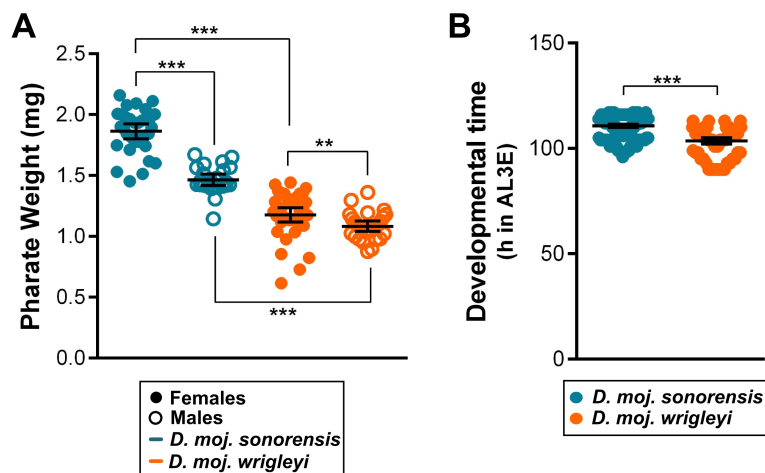 A
Pharate Weight (mg)
2.5
2.0
1.5
1.0
0.5
0.0
***
***
**
***
Females
Males
D. moj. sonorensis
D. moj. wrigleyi
B
Developmental time
(h in AL3E)
150
100
50
0
***
D. moj. sonorensis
D. moj. wrigleyi